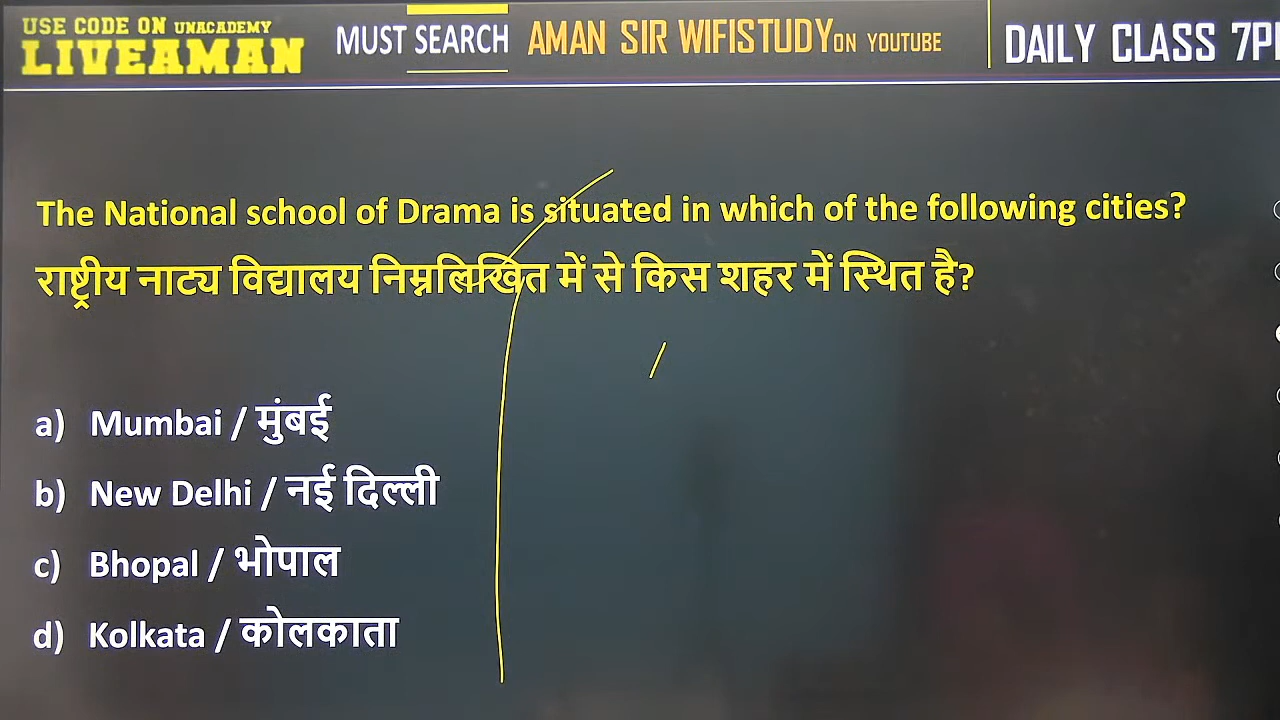 USE CODE ON UNACADEMY
LIVEAMAN
MUST SEARCH AMAN SIR WIFISTUDY ON YOUTUBE
DAILY CLASS 7P
The National school of Drama is situated in which of the following cities?
राष्ट्रीय नाट्य विद्यालय निम्नलिखित में से किस शहर में स्थित है?
a) Mumbai / मुंबई
b) New Delhi / नई दिल्ली
c) Bhopal / भोपाल
d) Kolkata / कोलकाता